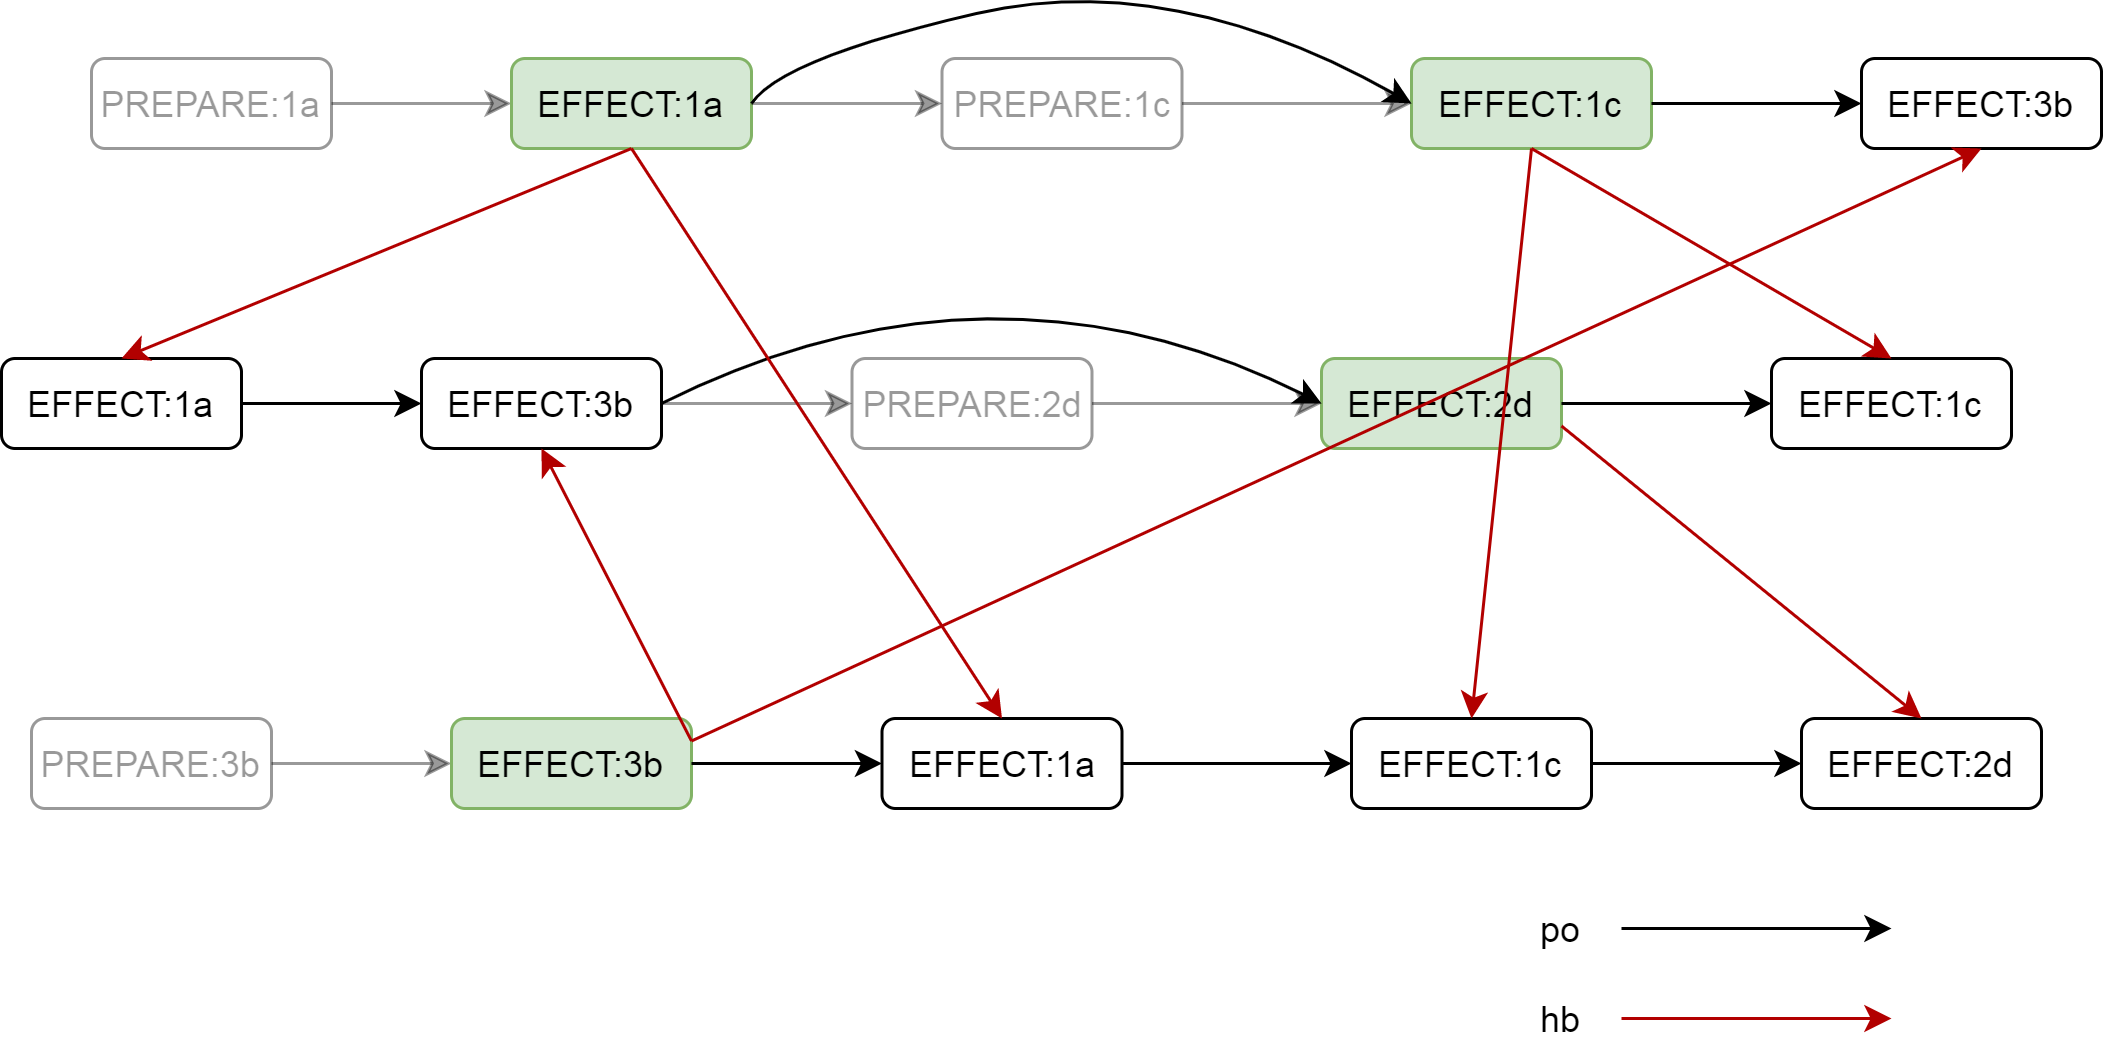 PREPARE:1a
EFFECT:1a
PREPARE:1c
EFFECT:1c
EFFECT:3b
EFFECT:1a
EFFECT:3b
PREPARE:2d
EFFECT:2d
EFFECT:1c
PREPARE:3b
EFFECT:3b
EFFECT:1a
EFFECT:1c
EFFECT:2d
po
hb